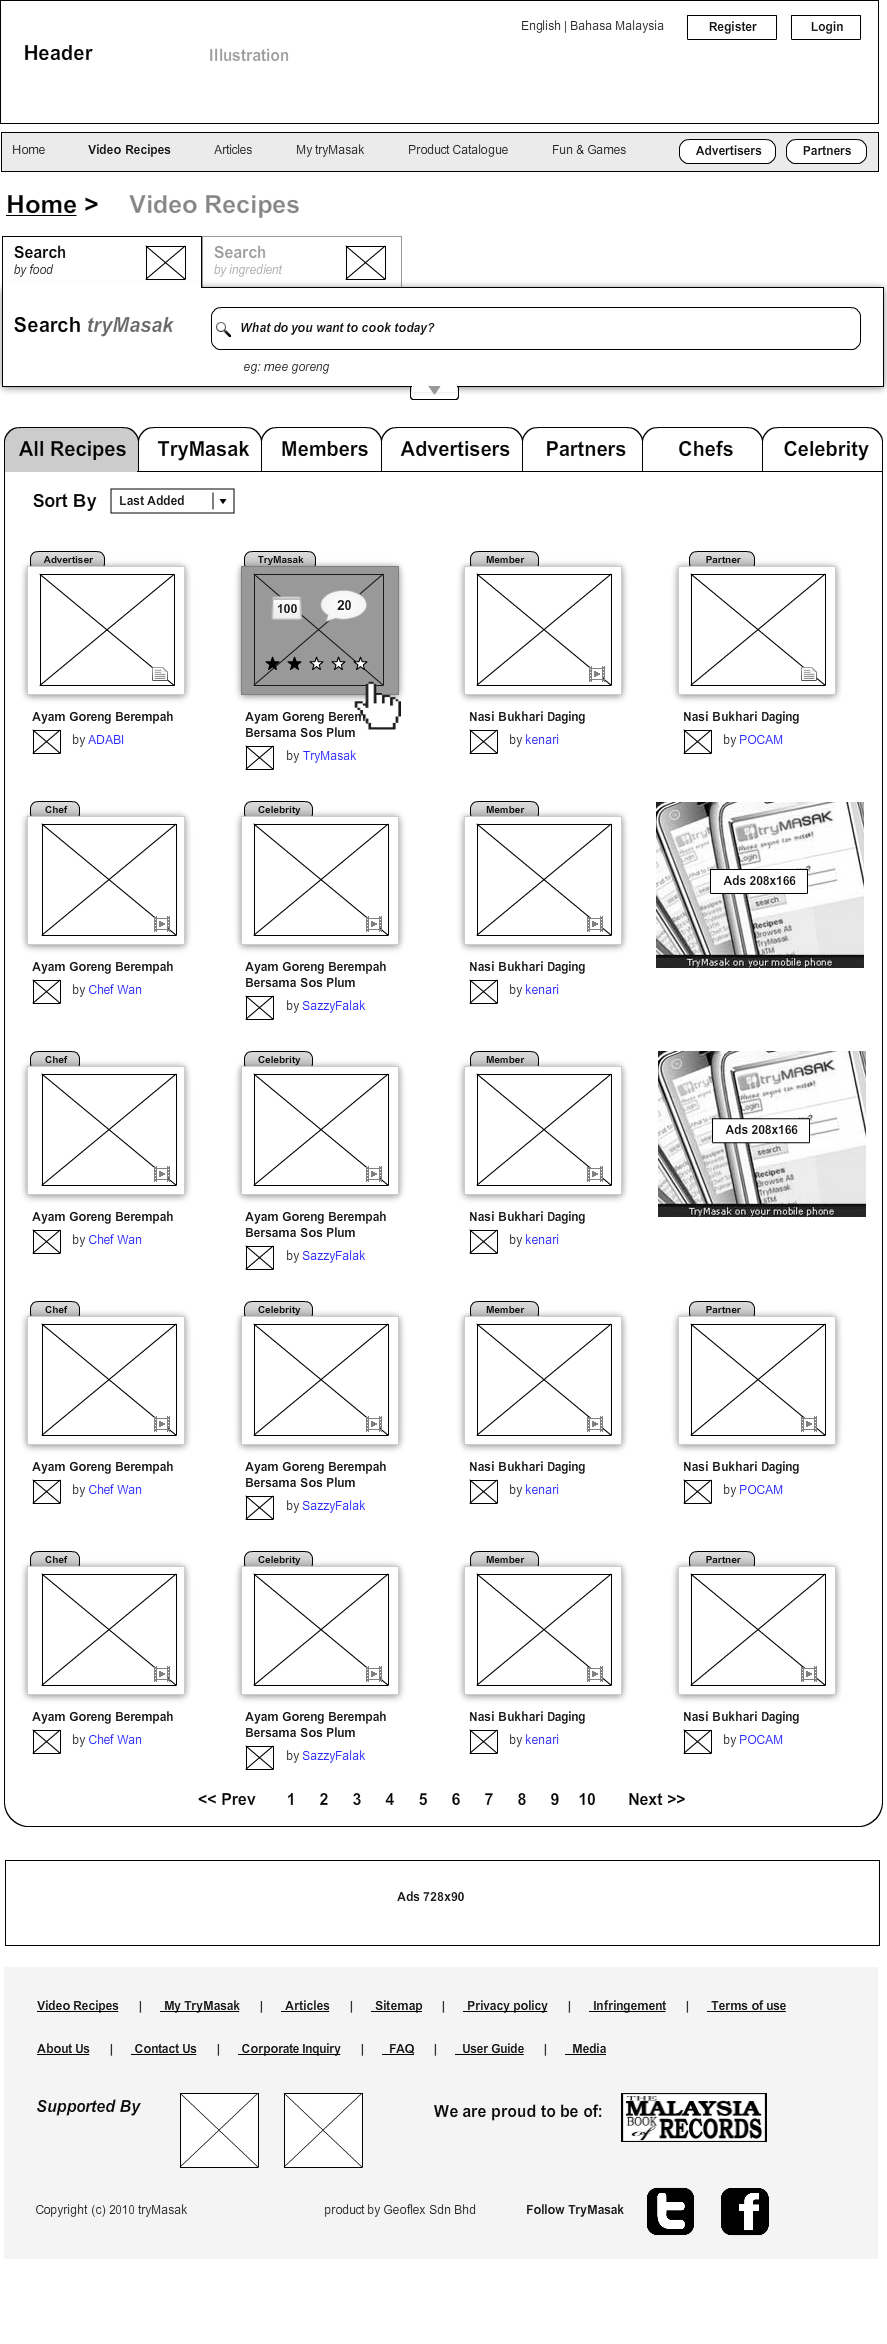 English | Bahasa Malaysia Register Login
Header Illustration
Home Video Recipes Articles My tryMasak Product Catalogue Fun & Games Advertisers Partners
Home > Video Recipes
Search Search
by food by ingredient
Search tryMasak What do you want to cook today?
eg: mee goreng
All Recipes TryMasak Members Advertisers Partners Chefs Celebrity
Sort By Last Added
Advertiser TryMasak Member Partner
100 20
Ayam Goreng Berempah Ayam Goreng Berem Nasi Bukhari Daging Nasi Bukhari Daging
Bersama Sos Plum
by ADABI by TryMasak by kenari by POCAM
Chef Celebrity Member
tryMASAK
Login
Ads 208x166
search
Recipes
Browse All
TryMasak
TryMasak on your mobile phone
Ayam Goreng Berempah Ayam Goreng Berempah Nasi Bukhari Daging
Bersama Sos Plum
by Chef Wan by SazzyFalak by kenari
Chef Celebrity Member
tryMASAK
Login
Ads 208x166
search
Recipes
Browse All
TryMasak
TryMasak on your mobile phone
Ayam Goreng Berempah Ayam Goreng Berempah Nasi Bukhari Daging
Bersama Sos Plum
by Chef Wan by SazzyFalak by kenari
Chef Celebrity Member Partner
Ayam Goreng Berempah Ayam Goreng Berempah Nasi Bukhari Daging Nasi Bukhari Daging
Bersama Sos Plum
by Chef Wan by SazzyFalak by kenari by POCAM
Chef Celebrity Member Partner
Ayam Goreng Berempah Ayam Goreng Berempah Nasi Bukhari Daging Nasi Bukhari Daging
Bersama Sos Plum
by Chef Wan by SazzyFalak by kenari by POCAM
<< Prev 1 2 3 4 5 6 7 8 9 10 Next >>
Ads 728x90
Video Recipes | My TryMasak | Articles | Sitemap | Privacy policy | Infringement | Terms of use
About Us | Contact Us | Corporate Inquiry | FAQ | User Guide | Media
Supported By We are proud to be of: THE MALAYSIA BOOK of RECORDS
Copyright (c) 2010 tryMasak product by Geoflex Sdn Bhd Follow TryMasak